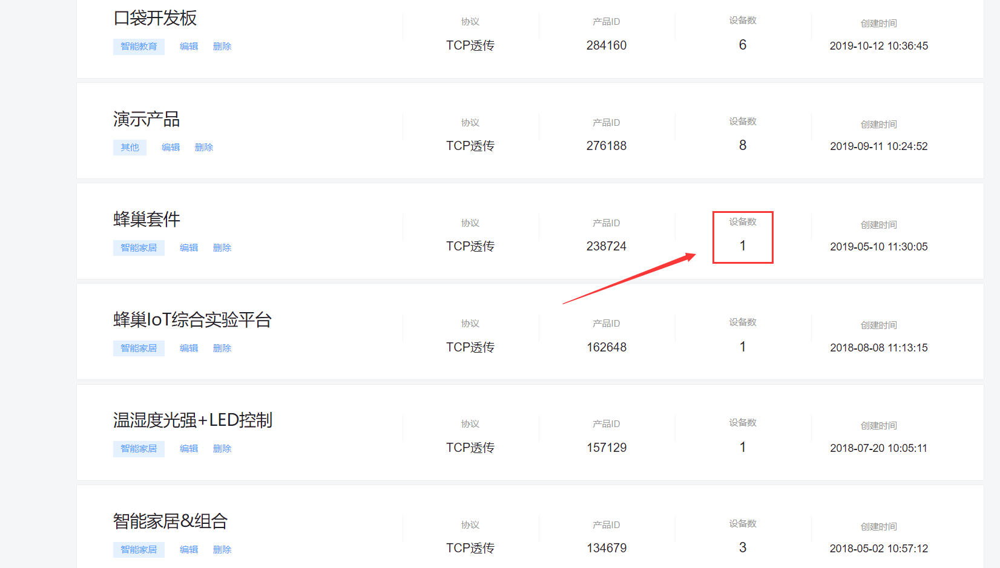 口袋开发板
智能教育 编辑 删除
协议 产品ID 设备数 创建时间
TCP透传 284160 6 2019-10-12 10:36:45
演示产品
其他 编辑 删除
协议 产品ID 设备数 创建时间
TCP透传 276188 8 2019-09-11 10:24:52
蜂巢套件
智能家居 编辑 删除
协议 产品ID 设备数 创建时间
TCP透传 238724 1 2019-05-10 11:30:05
蜂巢IoT综合实验平台
智能家居 编辑 删除
协议 产品ID 设备数 创建时间
TCP透传 162648 1 2018-08-08 11:13:15
温湿度光强+LED控制
智能家居 编辑 删除
协议 产品ID 设备数 创建时间
TCP透传 157129 1 2018-07-20 10:05:11
智能家居&组合
智能家居 编辑 删除
协议 产品ID 设备数 创建时间
TCP透传 134679 3 2018-05-02 10:57:12